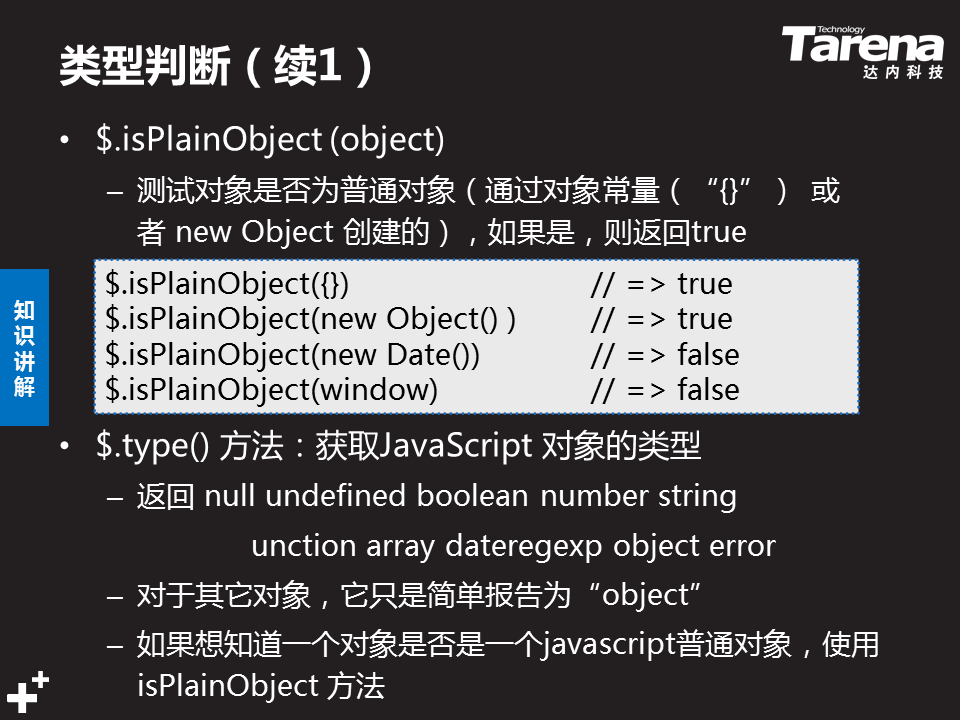 类型判断（续1）
Technology
Tarena
达内科技
• $.isPlainObject (object)
– 测试对象是否为普通对象（通过对象常量（“{}”） 或
者 new Object 创建的），如果是，则返回true
$.isPlainObject({}) // => true
$.isPlainObject(new Object() ) // => true
$.isPlainObject(new Date()) // => false
$.isPlainObject(window) // => false
知
识
讲
解
• $.type() 方法：获取JavaScript 对象的类型
– 返回 null undefined boolean number string
unction array dateregexp object error
– 对于其它对象，它只是简单报告为“object”
– 如果想知道一个对象是否是一个javascript普通对象，使用
isPlainObject 方法